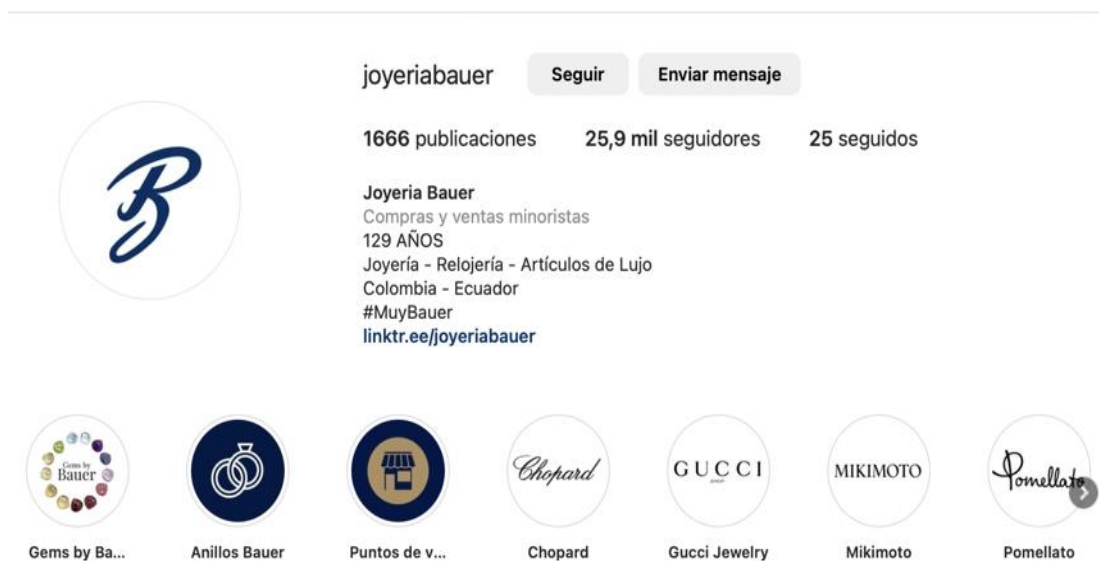 joyeriabauer Seguir Enviar mensaje
1666 publicaciones 25,9 mil seguidores 25 seguidos
Joyeria Bauer
Compras y ventas minoristas
129 AÑOS
Joyería - Relojería - Artículos de Lujo
Colombia - Ecuador
#MuyBauer
linktr.ee/joyeriabauer
B
Gems by
Bauer
Chopard
GUCCI
MIKIMOTO
Pomellato
Gems by Ba... Anillos Bauer Puntos de v... Chopard Gucci Jewelry Mikimoto Pomellato